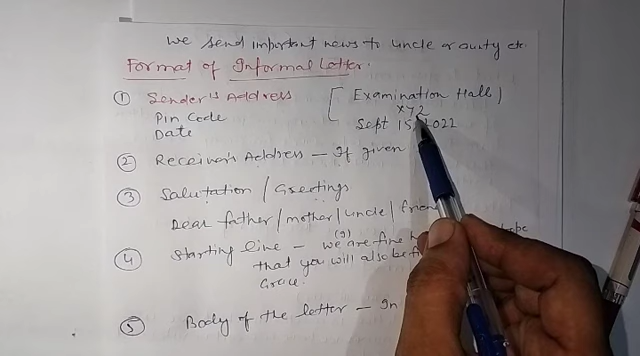 We send important news to uncle or aunty etc.
Format of Informal Letter.
① Sender's Address [ Examination Hall )
Pin Code XYZ
Date Sept 15, 2022
② Receiver's Address – If given
③ Salutation / Greetings
Dear father / mother / uncle / friend
④ Starting line – we are fine
(I)
that you will also be
Grace.
⑤ Body of the letter – In